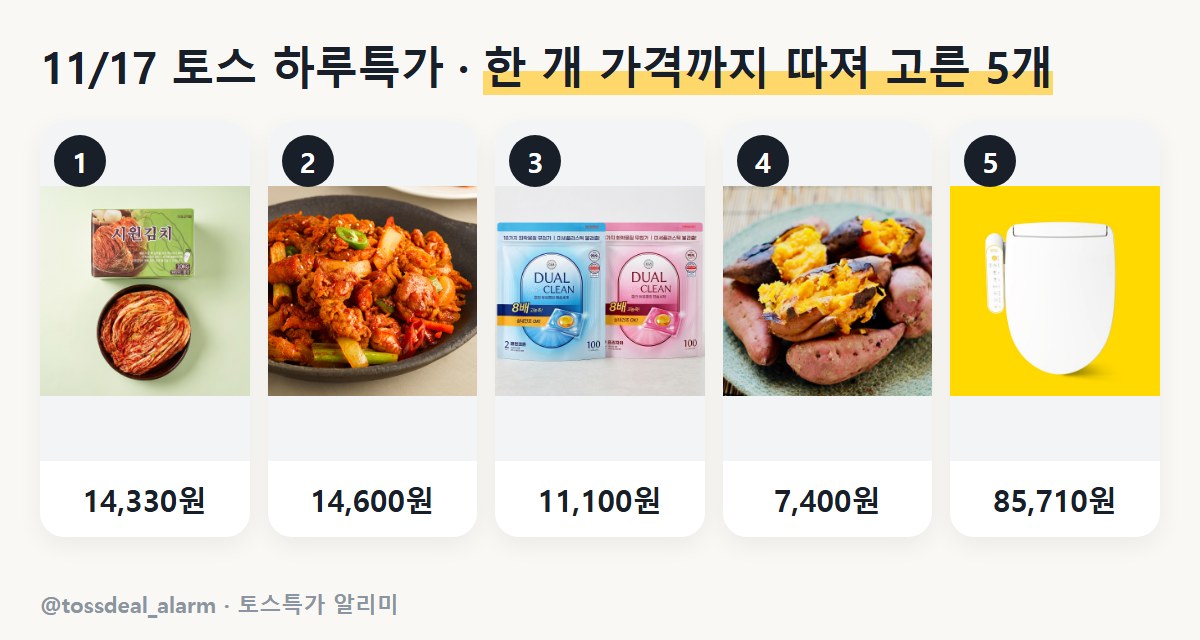 11/17 토스 하루특가 · 한 개 가격까지 따져 고른 5개
1
2
3
4
5
시원김치
DUAL
CLEAN
8배
100
DUAL
CLEAN
8배
100
14,330원
14,600원
11,100원
7,400원
85,710원
@tossdeal_alarm · 토스특가 알리미